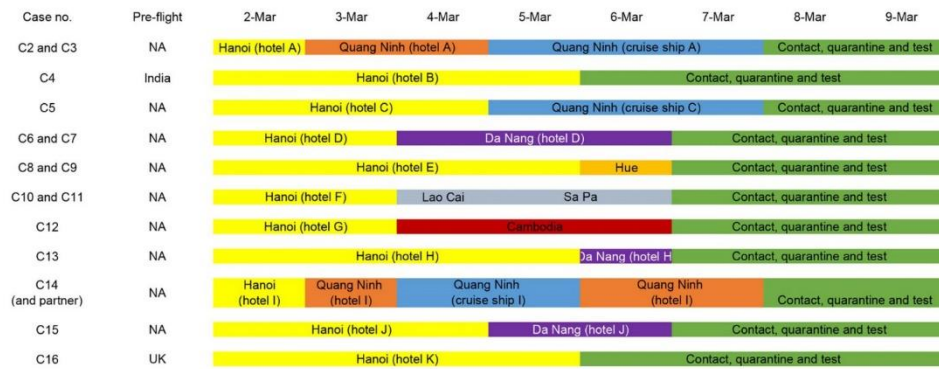 Case no. Pre-flight 2-Mar 3-Mar 4-Mar 5-Mar 6-Mar 7-Mar 8-Mar 9-Mar
C2 and C3 NA Hanoi (hotel A) Quang Ninh (hotel A) Quang Ninh (cruise ship A) Contact, quarantine and test
C4 India Hanoi (hotel B) Contact, quarantine and test
C5 NA Hanoi (hotel C) Quang Ninh (cruise ship C) Contact, quarantine and test
C6 and C7 NA Hanoi (hotel D) Da Nang (hotel D) Contact, quarantine and test
C8 and C9 NA Hanoi (hotel E) Hue Contact, quarantine and test
C10 and C11 NA Hanoi (hotel F) Lao Cai Sa Pa Contact, quarantine and test
C12 NA Hanoi (hotel G) Cambodia Contact, quarantine and test
C13 NA Hanoi (hotel H) Da Nang (hotel H Contact, quarantine and test
C14 Hanoi Quang Ninh Quang Ninh Quang Ninh
(and partner) NA (hotel I) (hotel I) (cruise ship I) (hotel I) Contact, quarantine and test
C15 NA Hanoi (hotel J) Da Nang (hotel J) Contact, quarantine and test
C16 UK Hanoi (hotel K) Contact, quarantine and test